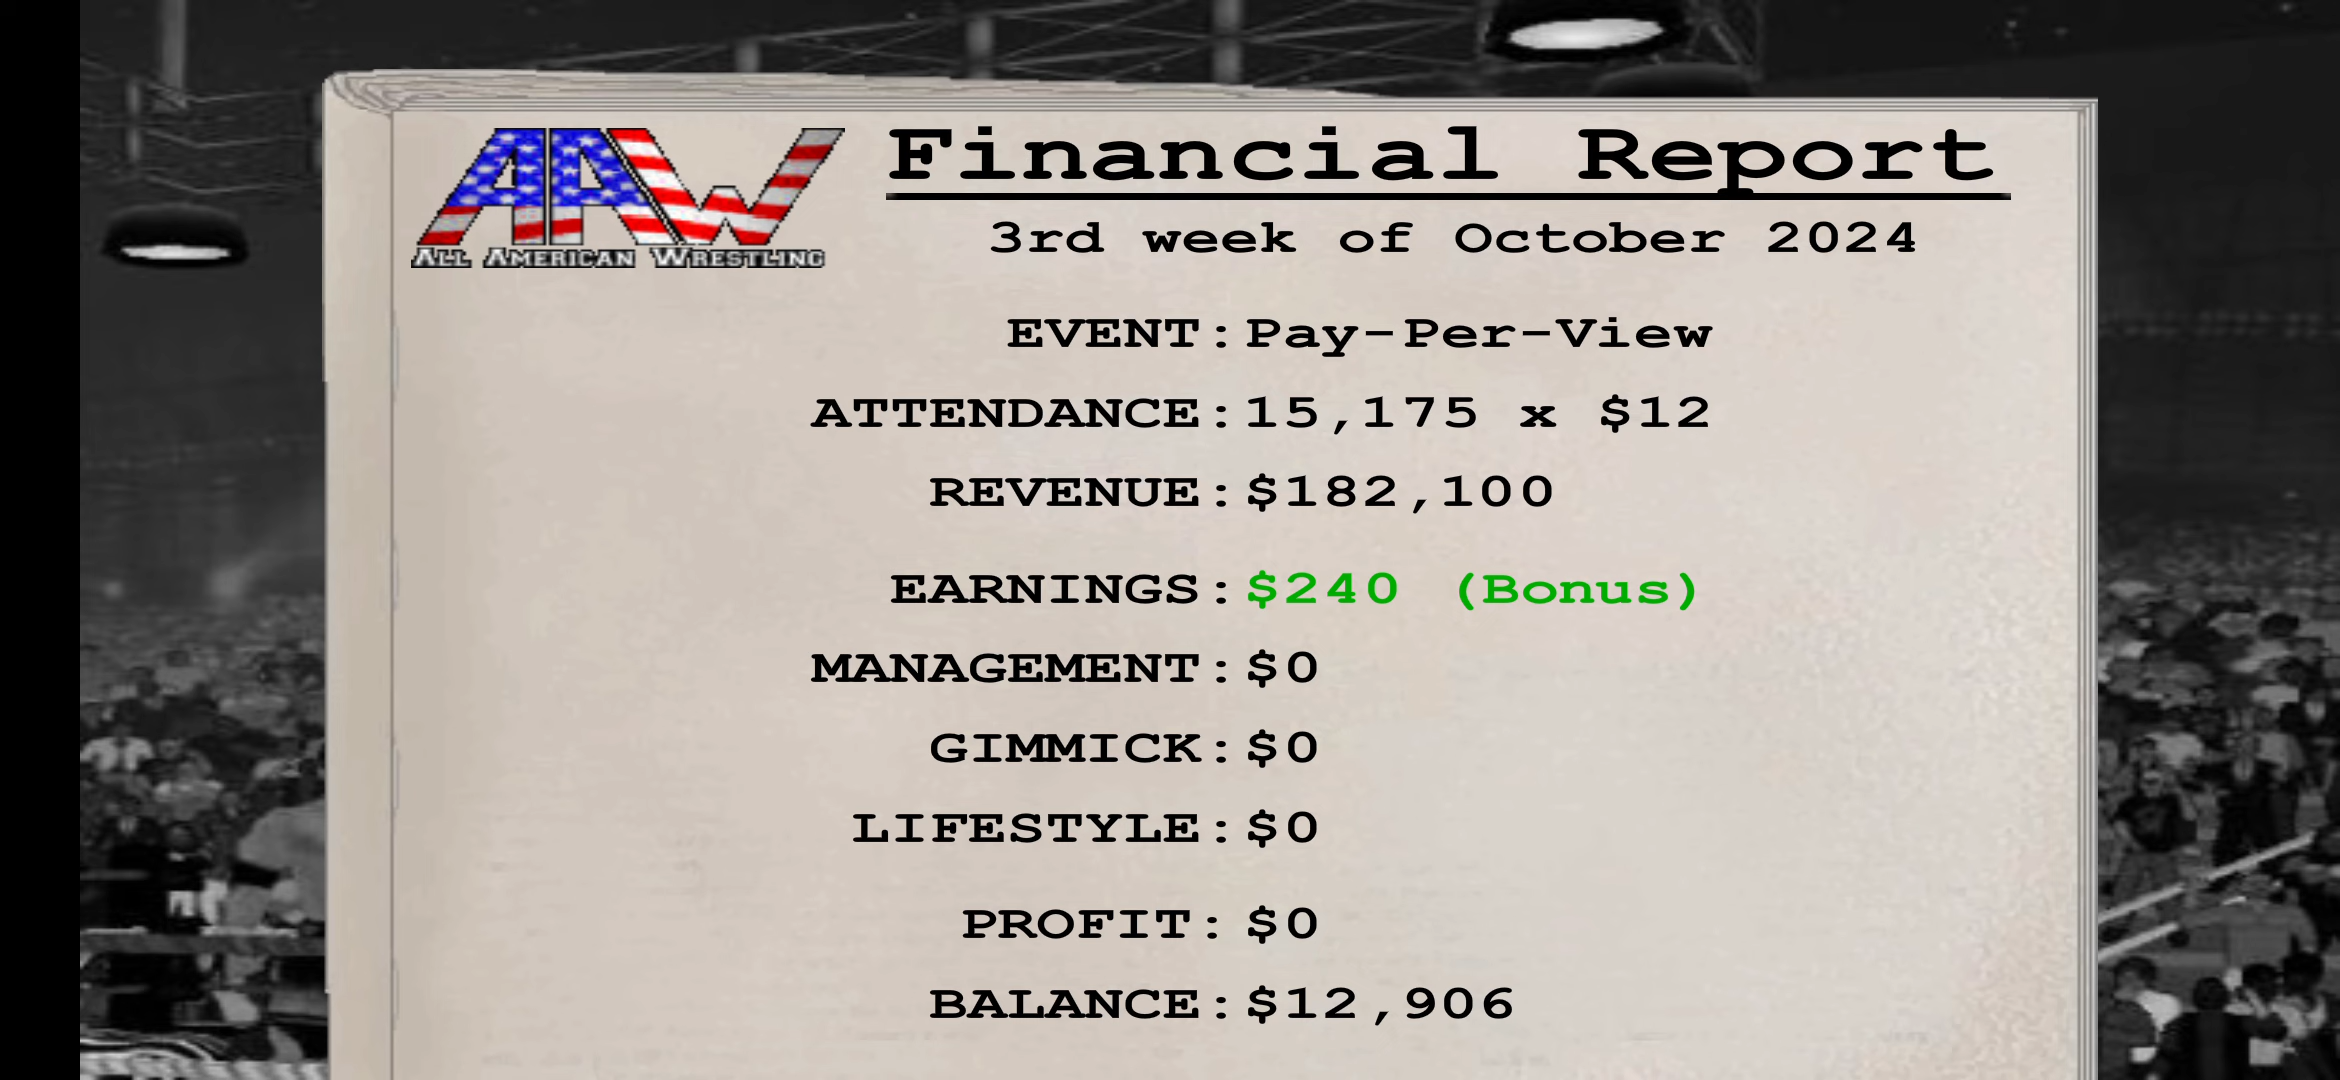 AAW
ALL AMERICAN WRESTLING
Financial Report
3rd week of October 2024
EVENT: Pay-Per-View
ATTENDANCE: 15,175 x $12
REVENUE: $182,100
EARNINGS: $240 (Bonus)
MANAGEMENT: $0
GIMMICK: $0
LIFESTYLE: $0
PROFIT: $0
BALANCE: $12,906